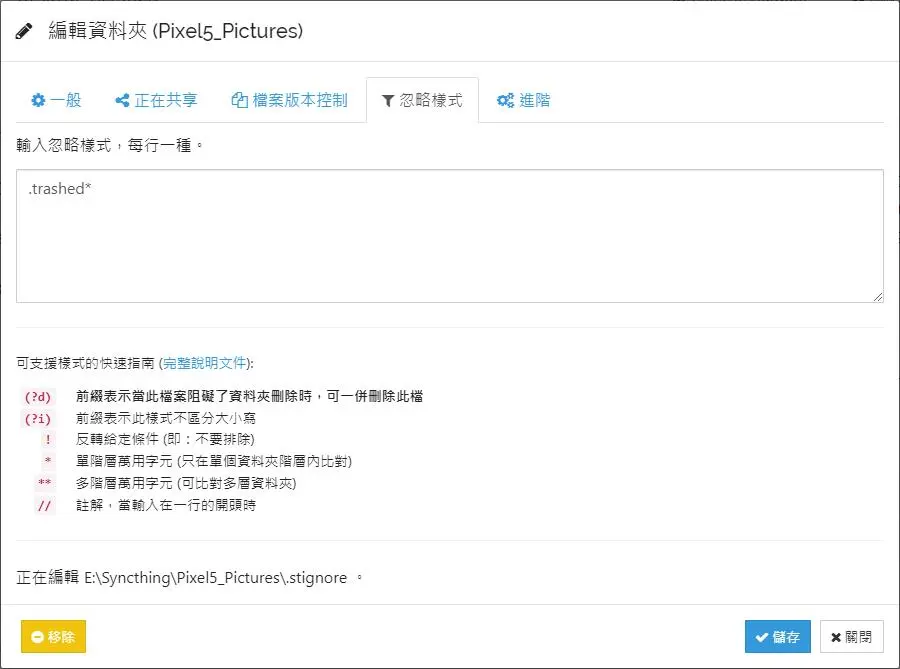 編輯資料夾 (Pixel5_Pictures)
一般 正在共享 檔案版本控制 忽略樣式 進階
輸入忽略樣式，每行一種。
.trashed*
可支援樣式的快速指南 (完整說明文件):
(?d) 前綴表示當此檔案阻礙了資料夾刪除時，可一併刪除此檔
(?i) 前綴表示此樣式不區分大小寫
! 反轉給定條件 (即：不要排除)
* 單階層萬用字元 (只在單個資料夾階層內比對)
** 多階層萬用字元 (可比對多層資料夾)
// 註解，當輸入在一行的開頭時
正在編輯 E:\Syncthing\Pixel5_Pictures\.stignore 。
移除 儲存 關閉